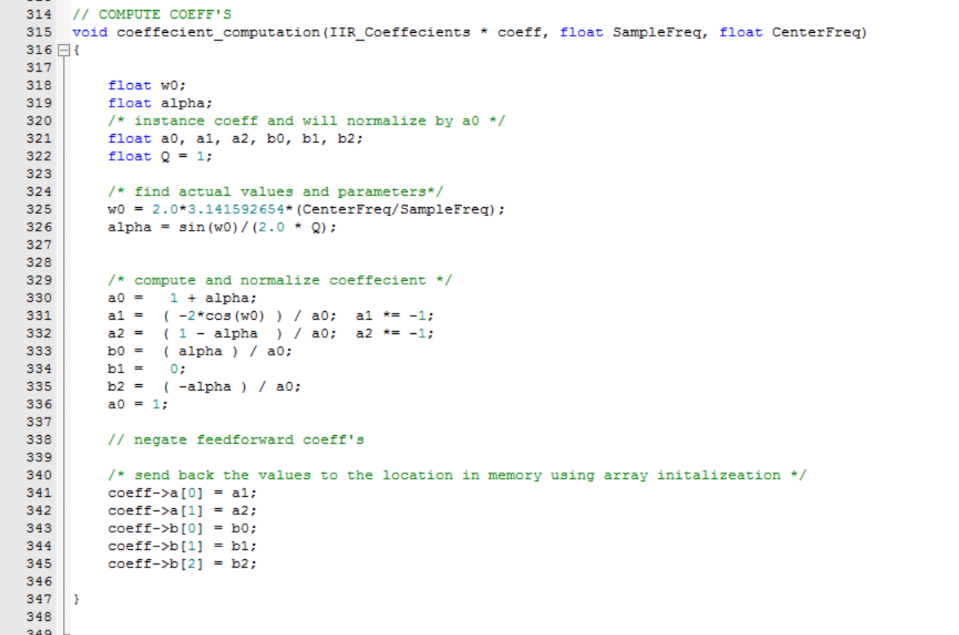 314 // COMPUTE COEFF'S
315 void coeffecient_computation(IIR_Coeffecients * coeff, float SampleFreq, float CenterFreq)
316 {
317
318 float w0;
319 float alpha;
320 /* instance coeff and will normalize by a0 */
321 float a0, a1, a2, b0, b1, b2;
322 float Q = 1;
323
324 /* find actual values and parameters*/
325 w0 = 2.0*3.141592654*(CenterFreq/SampleFreq);
326 alpha = sin(w0)/(2.0 * Q);
327
328
329 /* compute and normalize coeffecient */
330 a0 = 1 + alpha;
331 a1 = ( -2*cos(w0) ) / a0; a1 *= -1;
332 a2 = ( 1 - alpha ) / a0; a2 *= -1;
333 b0 = ( alpha ) / a0;
334 b1 = 0;
335 b2 = ( -alpha ) / a0;
336 a0 = 1;
337
338 // negate feedforward coeff's
339
340 /* send back the values to the location in memory using array initalizeation */
341 coeff->a[0] = a1;
342 coeff->a[1] = a2;
343 coeff->b[0] = b0;
344 coeff->b[1] = b1;
345 coeff->b[2] = b2;
346
347 }
348
349